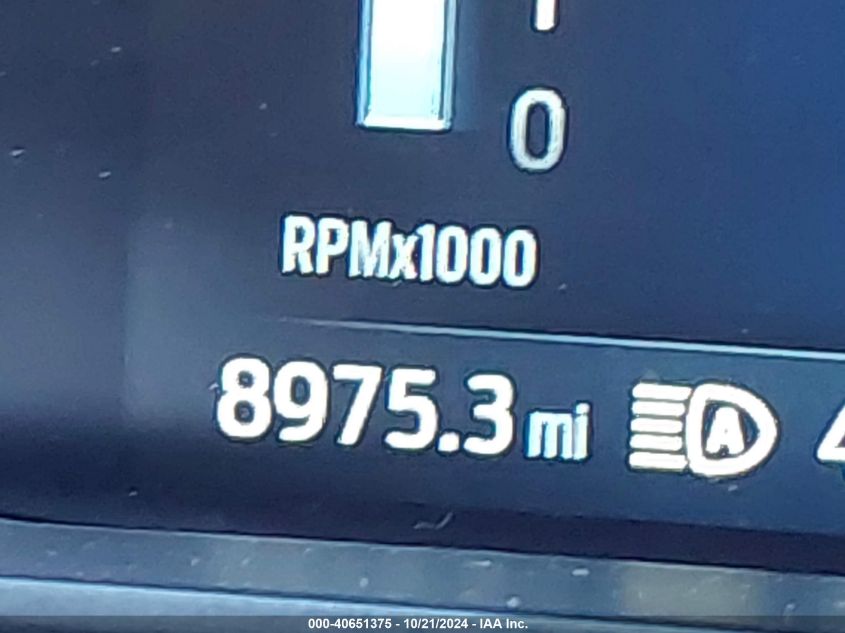 0
RPMx1000
8975.3 mi
A
000-40651375 - 10/21/2024 - IAA Inc.